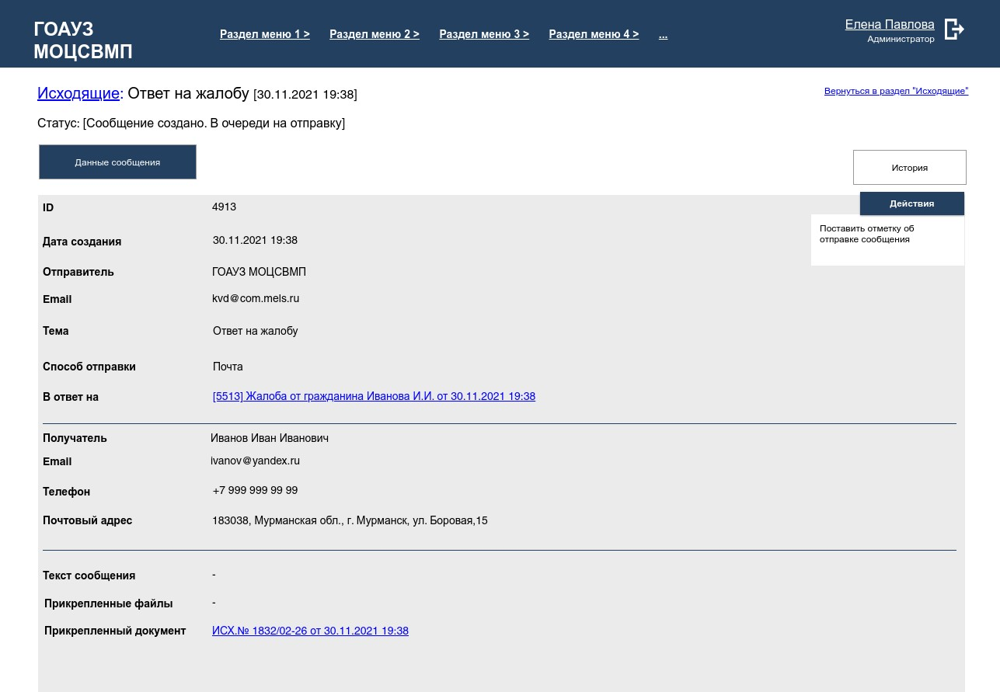 ГОАУЗ
МОЦСВМП
Раздел меню 1 > Раздел меню 2 > Раздел меню 3 > Раздел меню 4 > ...
Елена Павлова
Администратор
Исходящие: Ответ на жалобу [30.11.2021 19:38]
Вернуться в раздел "Исходящие"
Статус: [Сообщение создано. В очереди на отправку]
Данные сообщения
История
Действия
Поставить отметку об
отправке сообщения
ID 4913
Дата создания 30.11.2021 19:38
Отправитель ГОАУЗ МОЦСВМП
Email kvd@com.mels.ru
Тема Ответ на жалобу
Способ отправки Почта
В ответ на [5513] Жалоба от гражданина Иванова И.И. от 30.11.2021 19:38
Получатель Иванов Иван Иванович
Email ivanov@yandex.ru
Телефон +7 999 999 99 99
Почтовый адрес 183038, Мурманская обл., г. Мурманск, ул. Боровая,15
Текст сообщения -
Прикрепленные файлы -
Прикрепленный документ ИСХ.№ 1832/02-26 от 30.11.2021 19:38